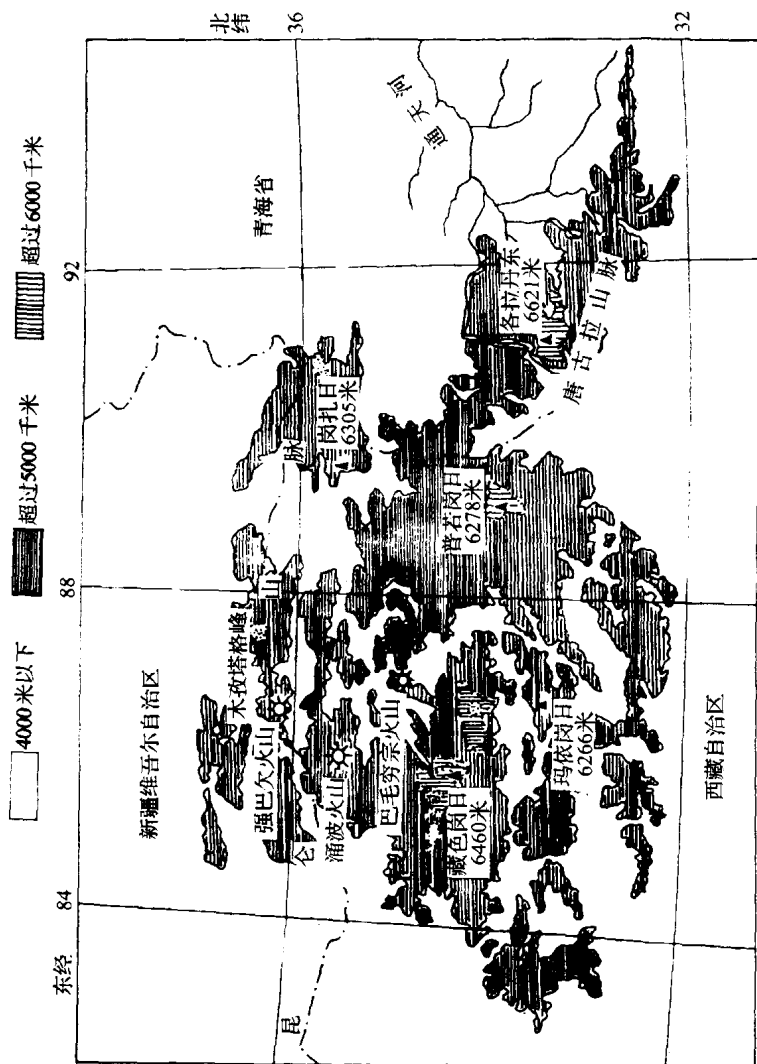 4000米以下
超过5000千米
超过6000千米
东经
84
88
92
北纬
36
32
新疆维吾尔自治区
青海省
木孜塔格峰
强巴欠火山
昆仑山脉
涌波火山
岗扎日
6305米
巴毛穷宗火山
通天河
藏色岗日
6460米
普若岗日
6278米
各拉丹东
6621米
玛依岗日
6266米
唐古拉山脉
西藏自治区